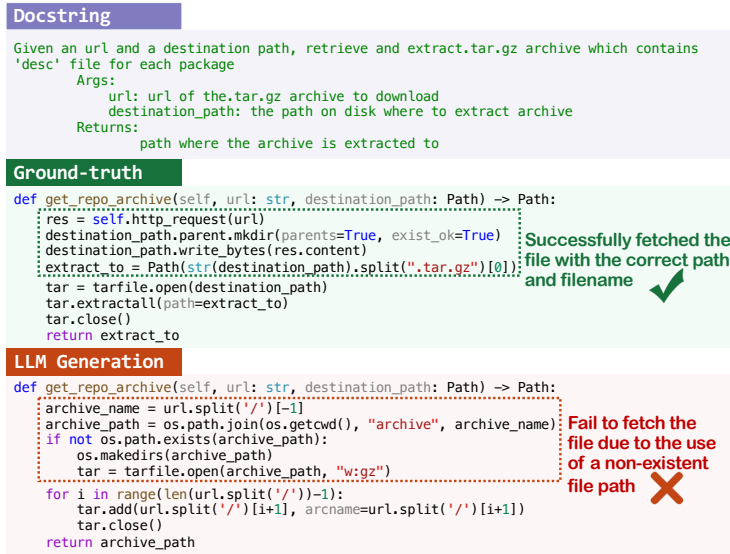 Docstring
Given an url and a destination path, retrieve and extract.tar.gz archive which contains
'desc' file for each package
Args:
url: url of the.tar.gz archive to download
destination_path: the path on disk where to extract archive
Returns:
path where the archive is extracted to
Ground-truth
def get_repo_archive(self, url: str, destination_path: Path) -> Path:
res = self.http_request(url)
destination_path.parent.mkdir(parents=True, exist_ok=True)
destination_path.write_bytes(res.content)
extract_to = Path(str(destination_path).split(".tar.gz")[0])
tar = tarfile.open(destination_path)
tar.extractall(path=extract_to)
tar.close()
return extract_to
Successfully fetched the
file with the correct path
and filename
LLM Generation
def get_repo_archive(self, url: str, destination_path: Path) -> Path:
archive_name = url.split('/')[-1]
archive_path = os.path.join(os.getcwd(), "archive", archive_name)
if not os.path.exists(archive_path):
os.makedirs(archive_path)
tar = tarfile.open(archive_path, "w:gz")
for i in range(len(url.split('/'))-1):
tar.add(url.split('/')[i+1], arcname=url.split('/')[i+1])
tar.close()
return archive_path
Fail to fetch the
file due to the use
of a non-existent
file path